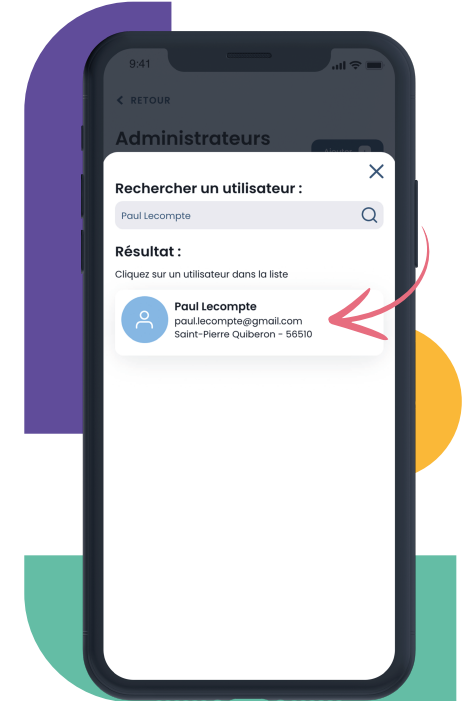 9:41
RETOUR
Administrateurs
Ajouter
Rechercher un utilisateur :
Paul Lecompte
Résultat :
Cliquez sur un utilisateur dans la liste
Paul Lecompte
paul.lecompte@gmail.com
Saint-Pierre Quiberon - 56510